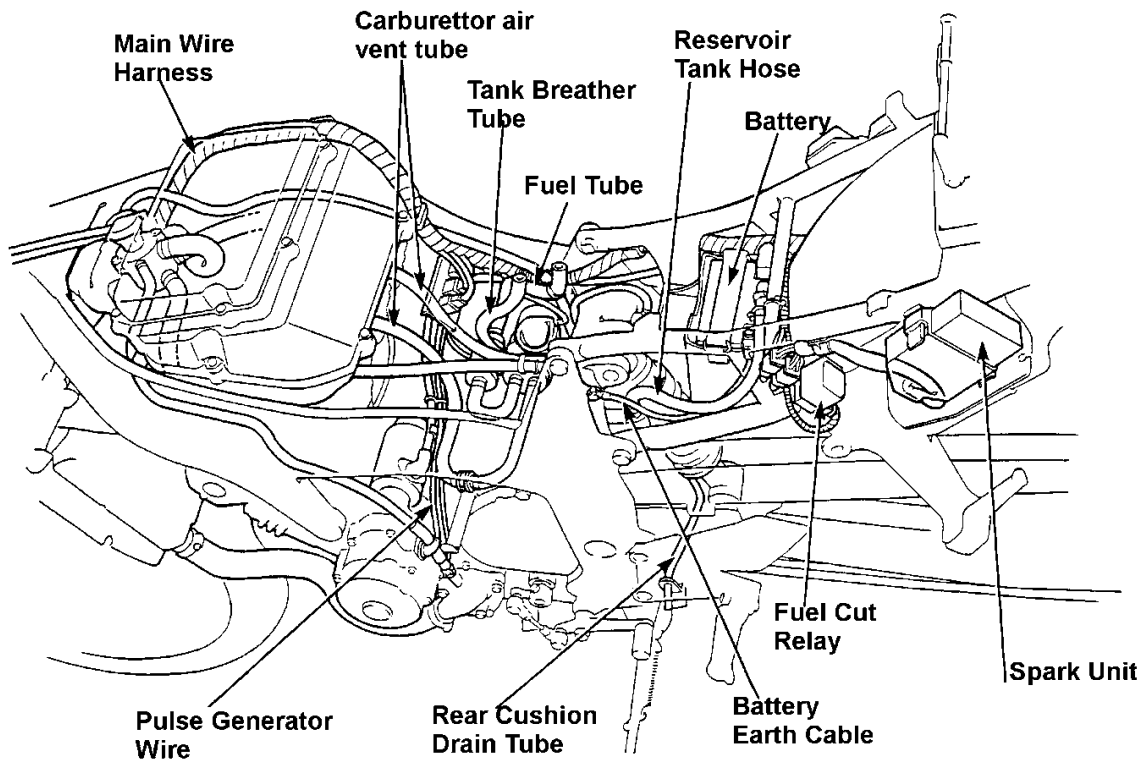 Carburettor air
vent tube
Main Wire
Harness
Reservoir
Tank Hose
Tank Breather
Tube
Battery
Fuel Tube
Fuel Cut
Relay
Spark Unit
Pulse Generator
Wire
Rear Cushion
Drain Tube
Battery
Earth Cable